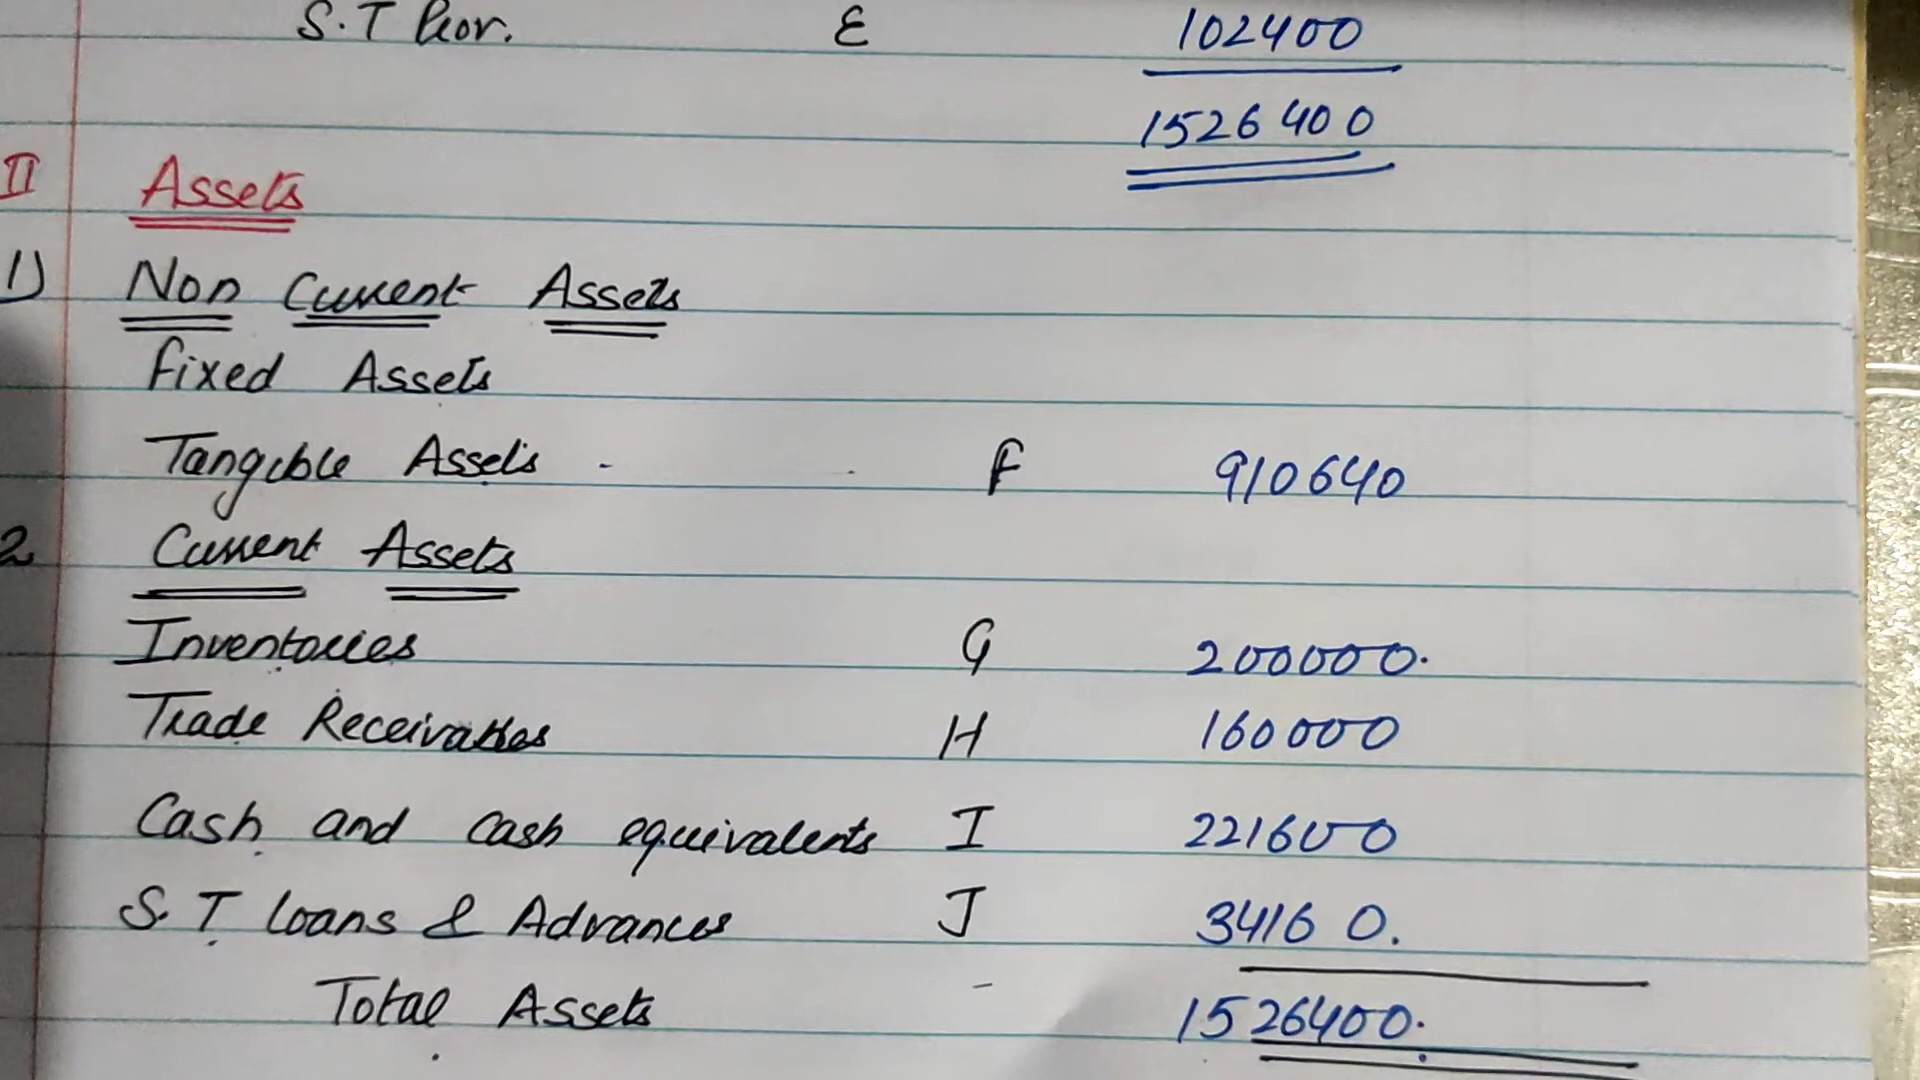 S.T Pror. E 102400
1526400
II Assets
1) Non Current Assets
Fixed Assets
Tangible Assets - F 910640
2 Current Assets
Inventories G 200000.
Trade Receivables H 160000
Cash and cash equivalents I 221600
S.T loans & Advances J 34160.
Total Assets - 1526400.